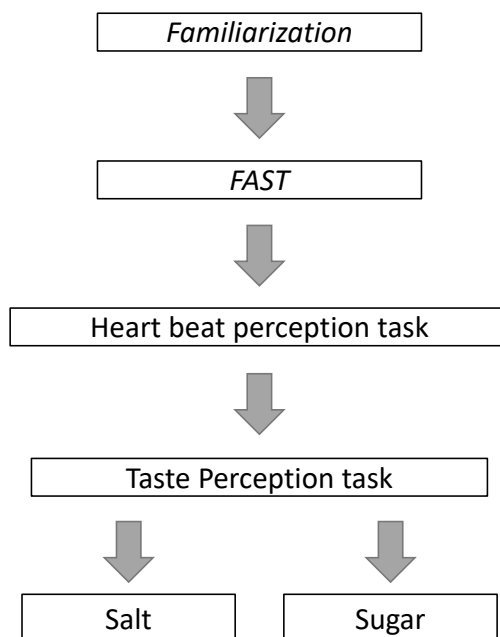 Familiarization
FAST
Heart beat perception task
Taste Perception task
Salt
Sugar